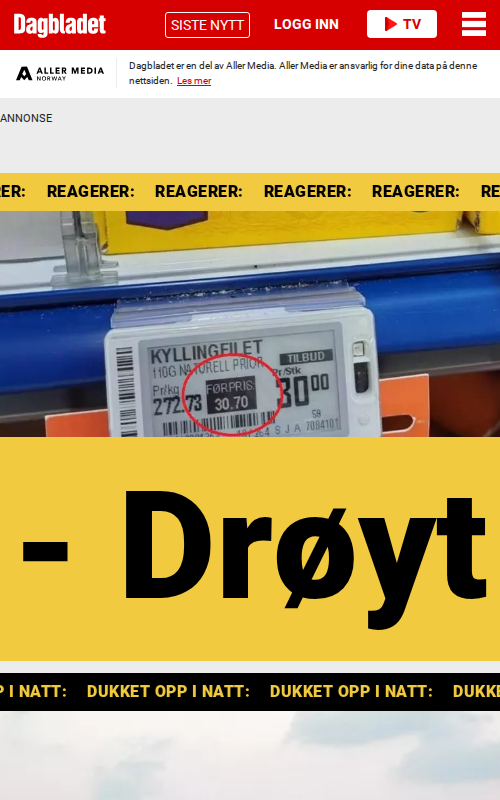 Dagbladet
SISTE NYTT
LOGG INN
TV
ALLER MEDIA
NORWAY
Dagbladet er en del av Aller Media. Aller Media er ansvarlig for dine data på denne
nettsiden. Les mer
ANNONSE
ER: REAGERER: REAGERER: REAGERER: REAGERER: RE
KYLLINGFILET
110G NATURELL PRIOR
TILBUD
Pr/kg
272.73
FØRPRIS:
30.70
Pr/Stk
30⁰⁰
- Drøyt
P I NATT: DUKKET OPP I NATT: DUKKET OPP I NATT: DUKKE